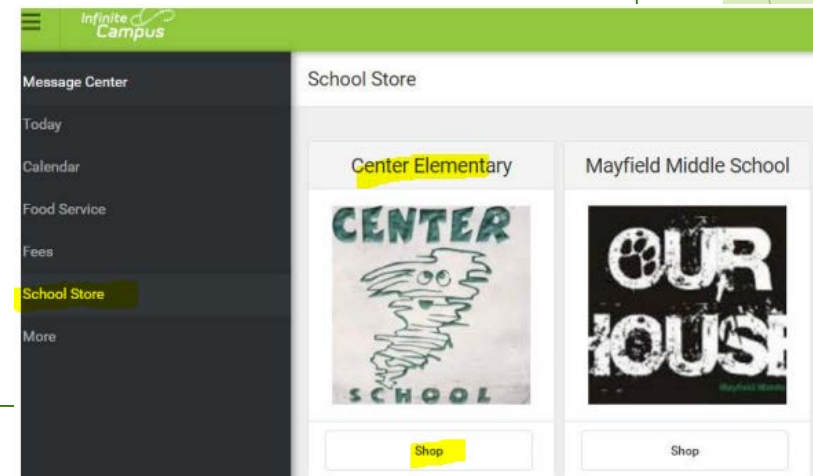 Infinite
Campus
Message Center
Today
Calendar
Food Service
Fees
School Store
More
School Store
Center Elementary
CENTER
SCHOOL
Shop
Mayfield Middle School
OUR
HOUSE
Shop